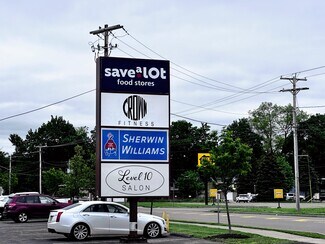 save a lot
food stores
CROWN
FITNESS
SHERWIN
WILLIAMS
Level 10
SALON